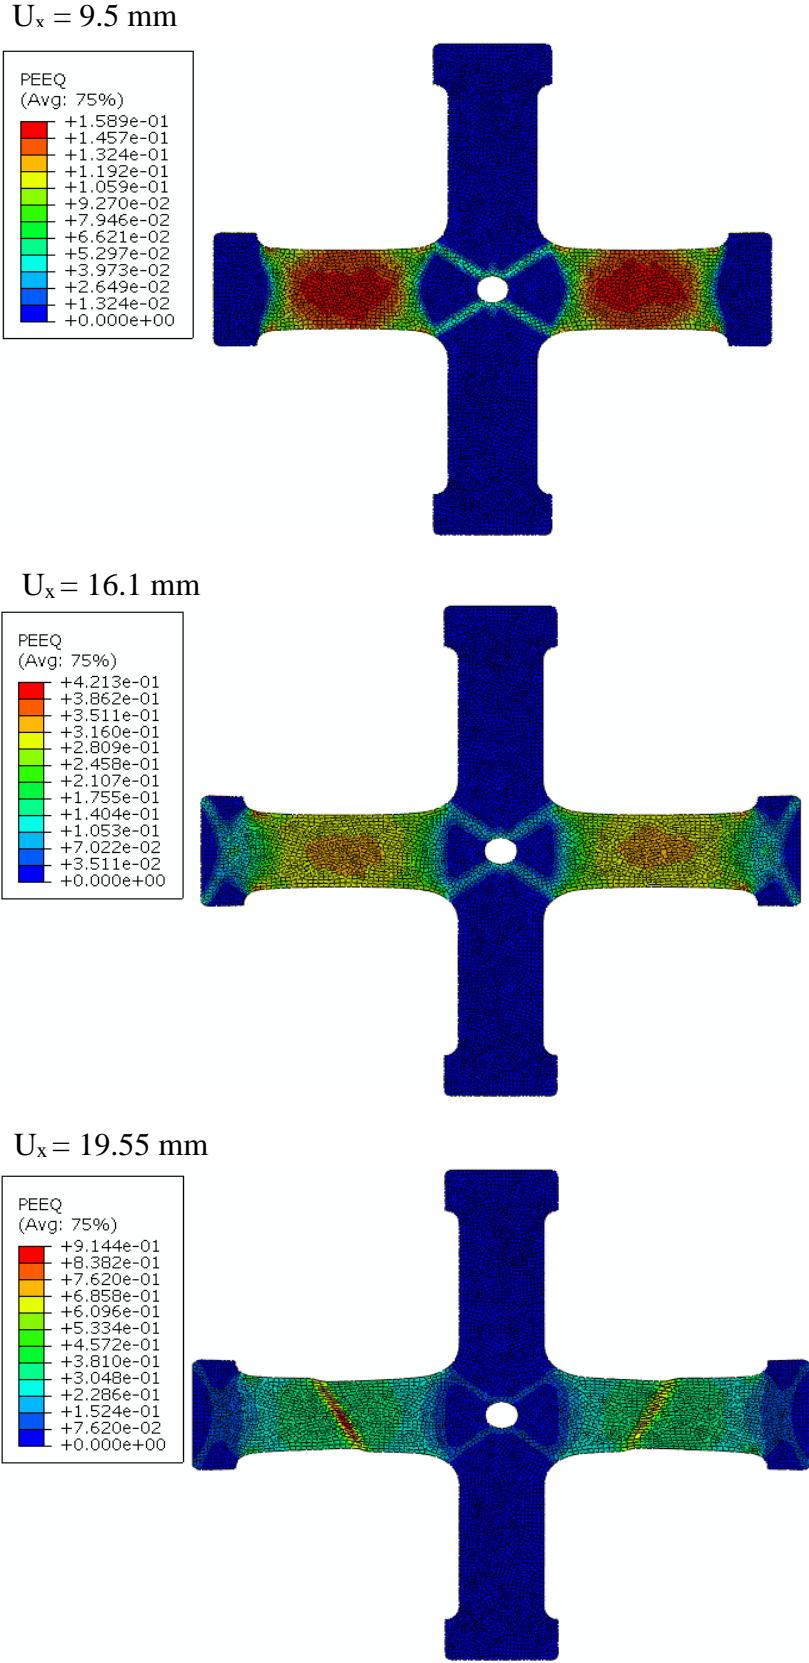 Uₓ = 9.5 mm
PEEQ
(Avg: 75%)
+1.589e-01
+1.457e-01
+1.324e-01
+1.192e-01
+1.059e-01
+9.270e-02
+7.946e-02
+6.621e-02
+5.297e-02
+3.973e-02
+2.649e-02
+1.324e-02
+0.000e+00
Uₓ = 16.1 mm
PEEQ
(Avg: 75%)
+4.213e-01
+3.862e-01
+3.511e-01
+3.160e-01
+2.809e-01
+2.458e-01
+2.107e-01
+1.755e-01
+1.404e-01
+1.053e-01
+7.022e-02
+3.511e-02
+0.000e+00
Uₓ = 19.55 mm
PEEQ
(Avg: 75%)
+9.144e-01
+8.382e-01
+7.620e-01
+6.858e-01
+6.096e-01
+5.334e-01
+4.572e-01
+3.810e-01
+3.048e-01
+2.286e-01
+1.524e-01
+7.620e-02
+0.000e+00